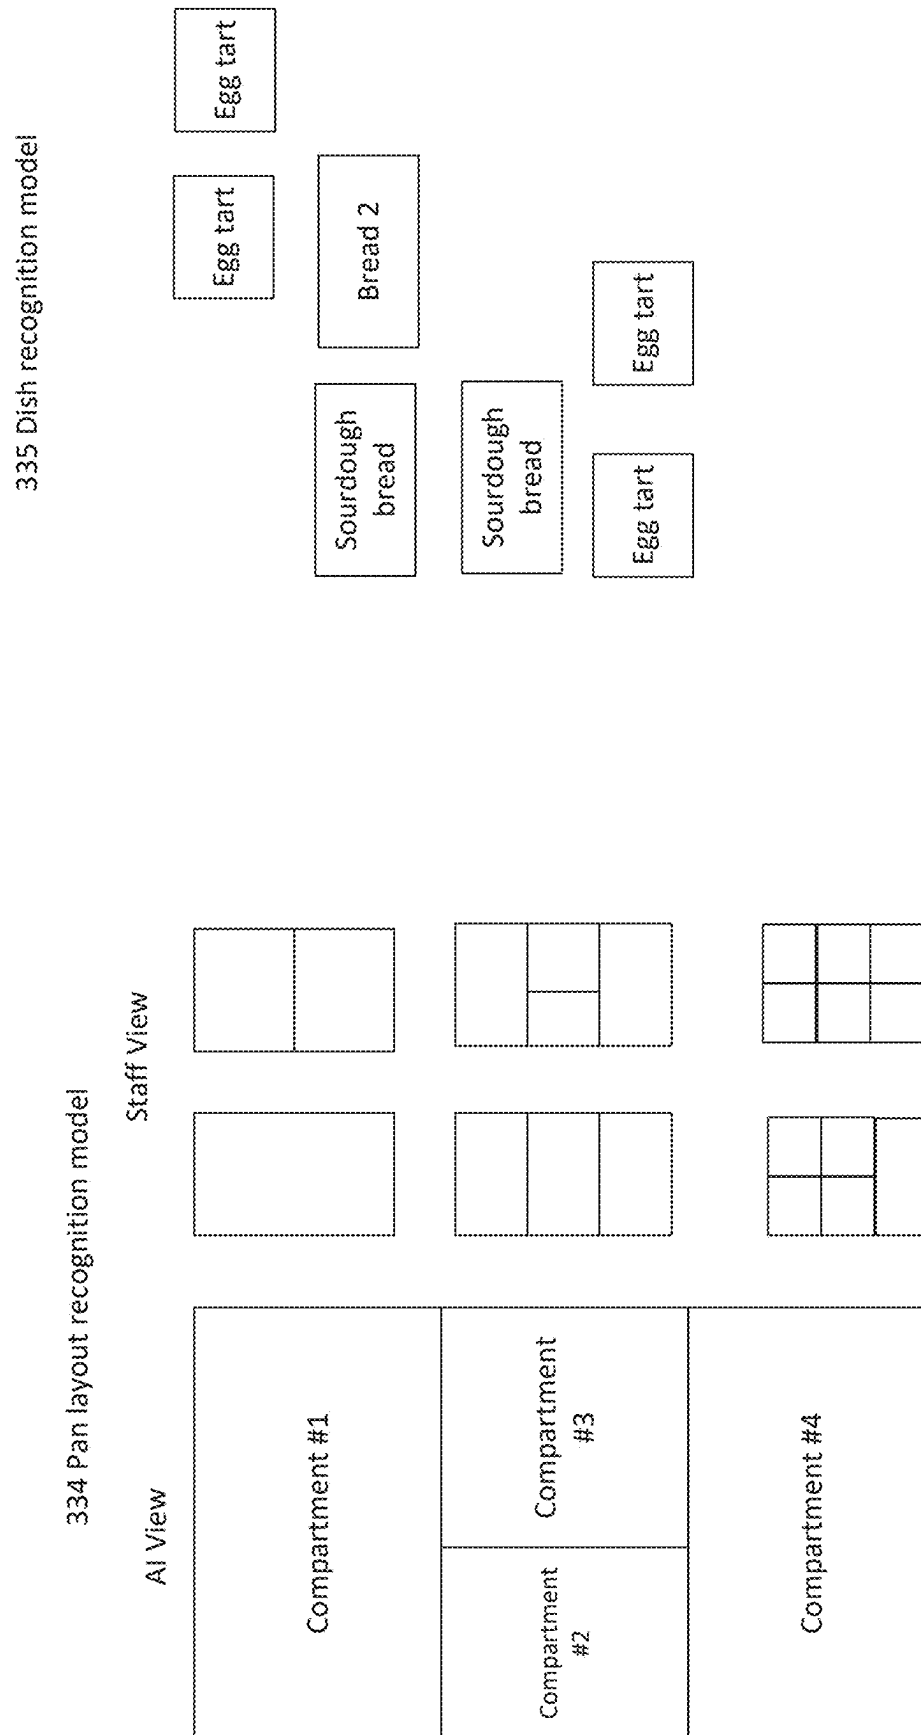 334 Pan layout recognition model
AI View
Staff View
Compartment #1
Compartment
#2
Compartment
#3
Compartment #4
335 Dish recognition model
Egg tart
Egg tart
Sourdough
bread
Bread 2
Sourdough
bread
Egg tart
Egg tart